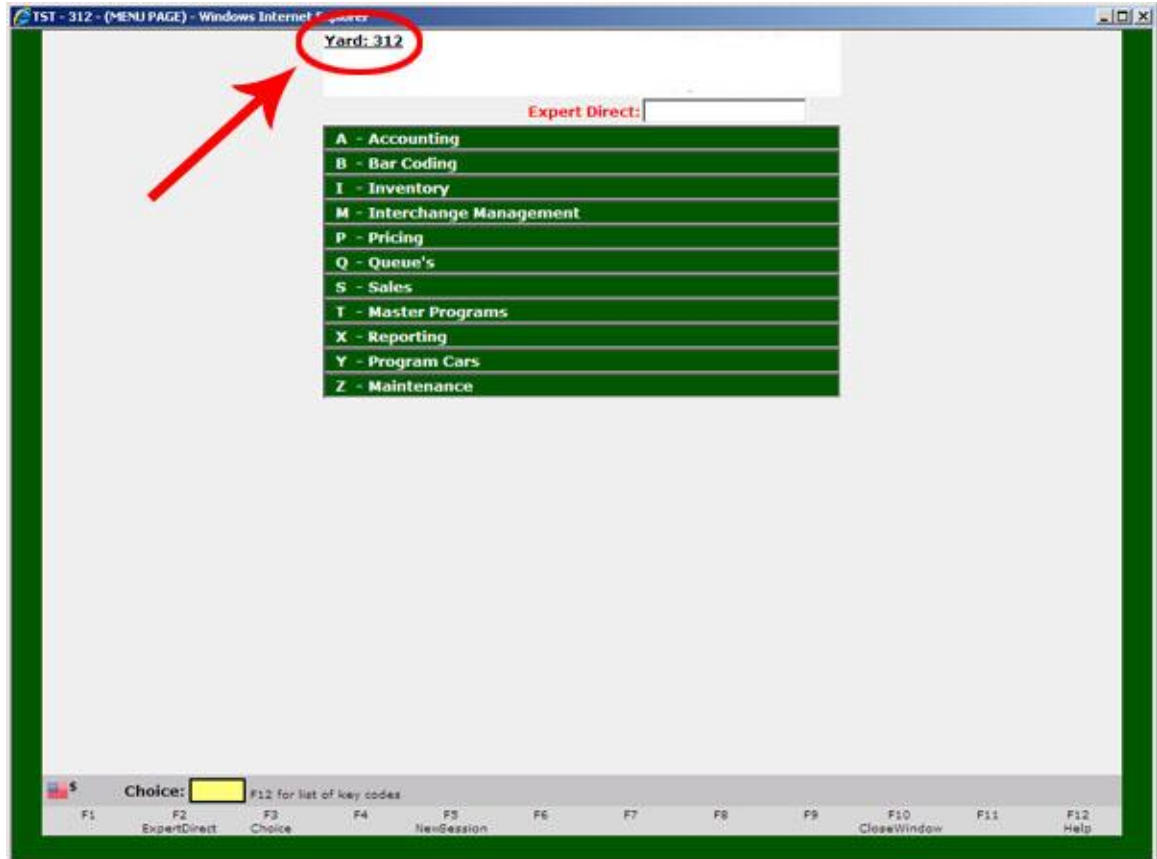 TST - 312 - (MENU PAGE) - Windows Internet Explorer
Yard: 312
Expert Direct:
A - Accounting
B - Bar Coding
I - Inventory
M - Interchange Management
P - Pricing
Q - Queue's
S - Sales
T - Master Programs
X - Reporting
Y - Program Cars
Z - Maintenance
$ Choice: F12 for list of key codes
F1 F2 F3 F4 F5 F6 F7 F8 F9 F10 F11 F12
ExpertDirect Choice NewSession CloseWindow Help